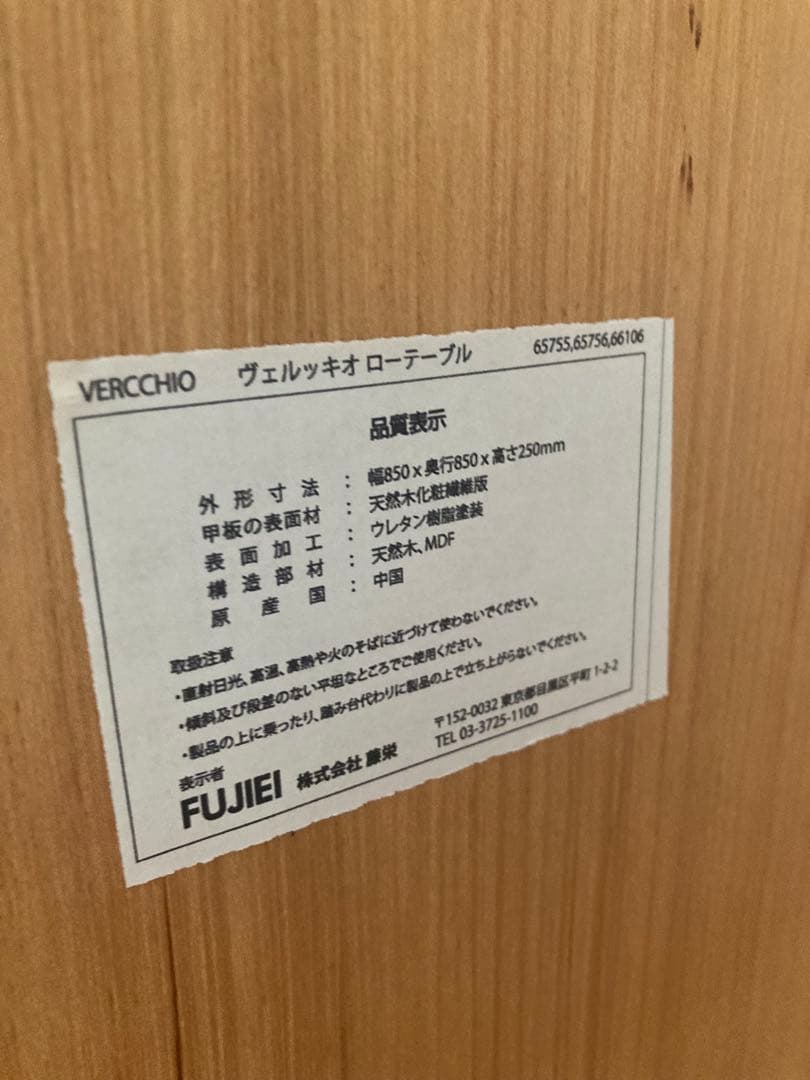 VERCCHIO ヴェルッキオ ローテーブル 65755,65756,66106
品質表示
外形寸法 : 幅850 x 奥行850 x 高さ250mm
甲板の表面材 : 天然木化粧繊維版
表面加工 : ウレタン樹脂塗装
構造部材 : 天然木、MDF
原産国 : 中国
取扱注意
・直射日光、高温、高熱や火のそばに近づけて使わないでください。
・傾斜及び段差のない平坦なところでご使用ください。
・製品の上に乗ったり、踏み台代わりに製品の上で立ち上がらないでください。
表示者
FUJIEI 株式会社 藤栄
〒152-0032 東京都目黒区平町 1-2-2
TEL 03-3725-1100